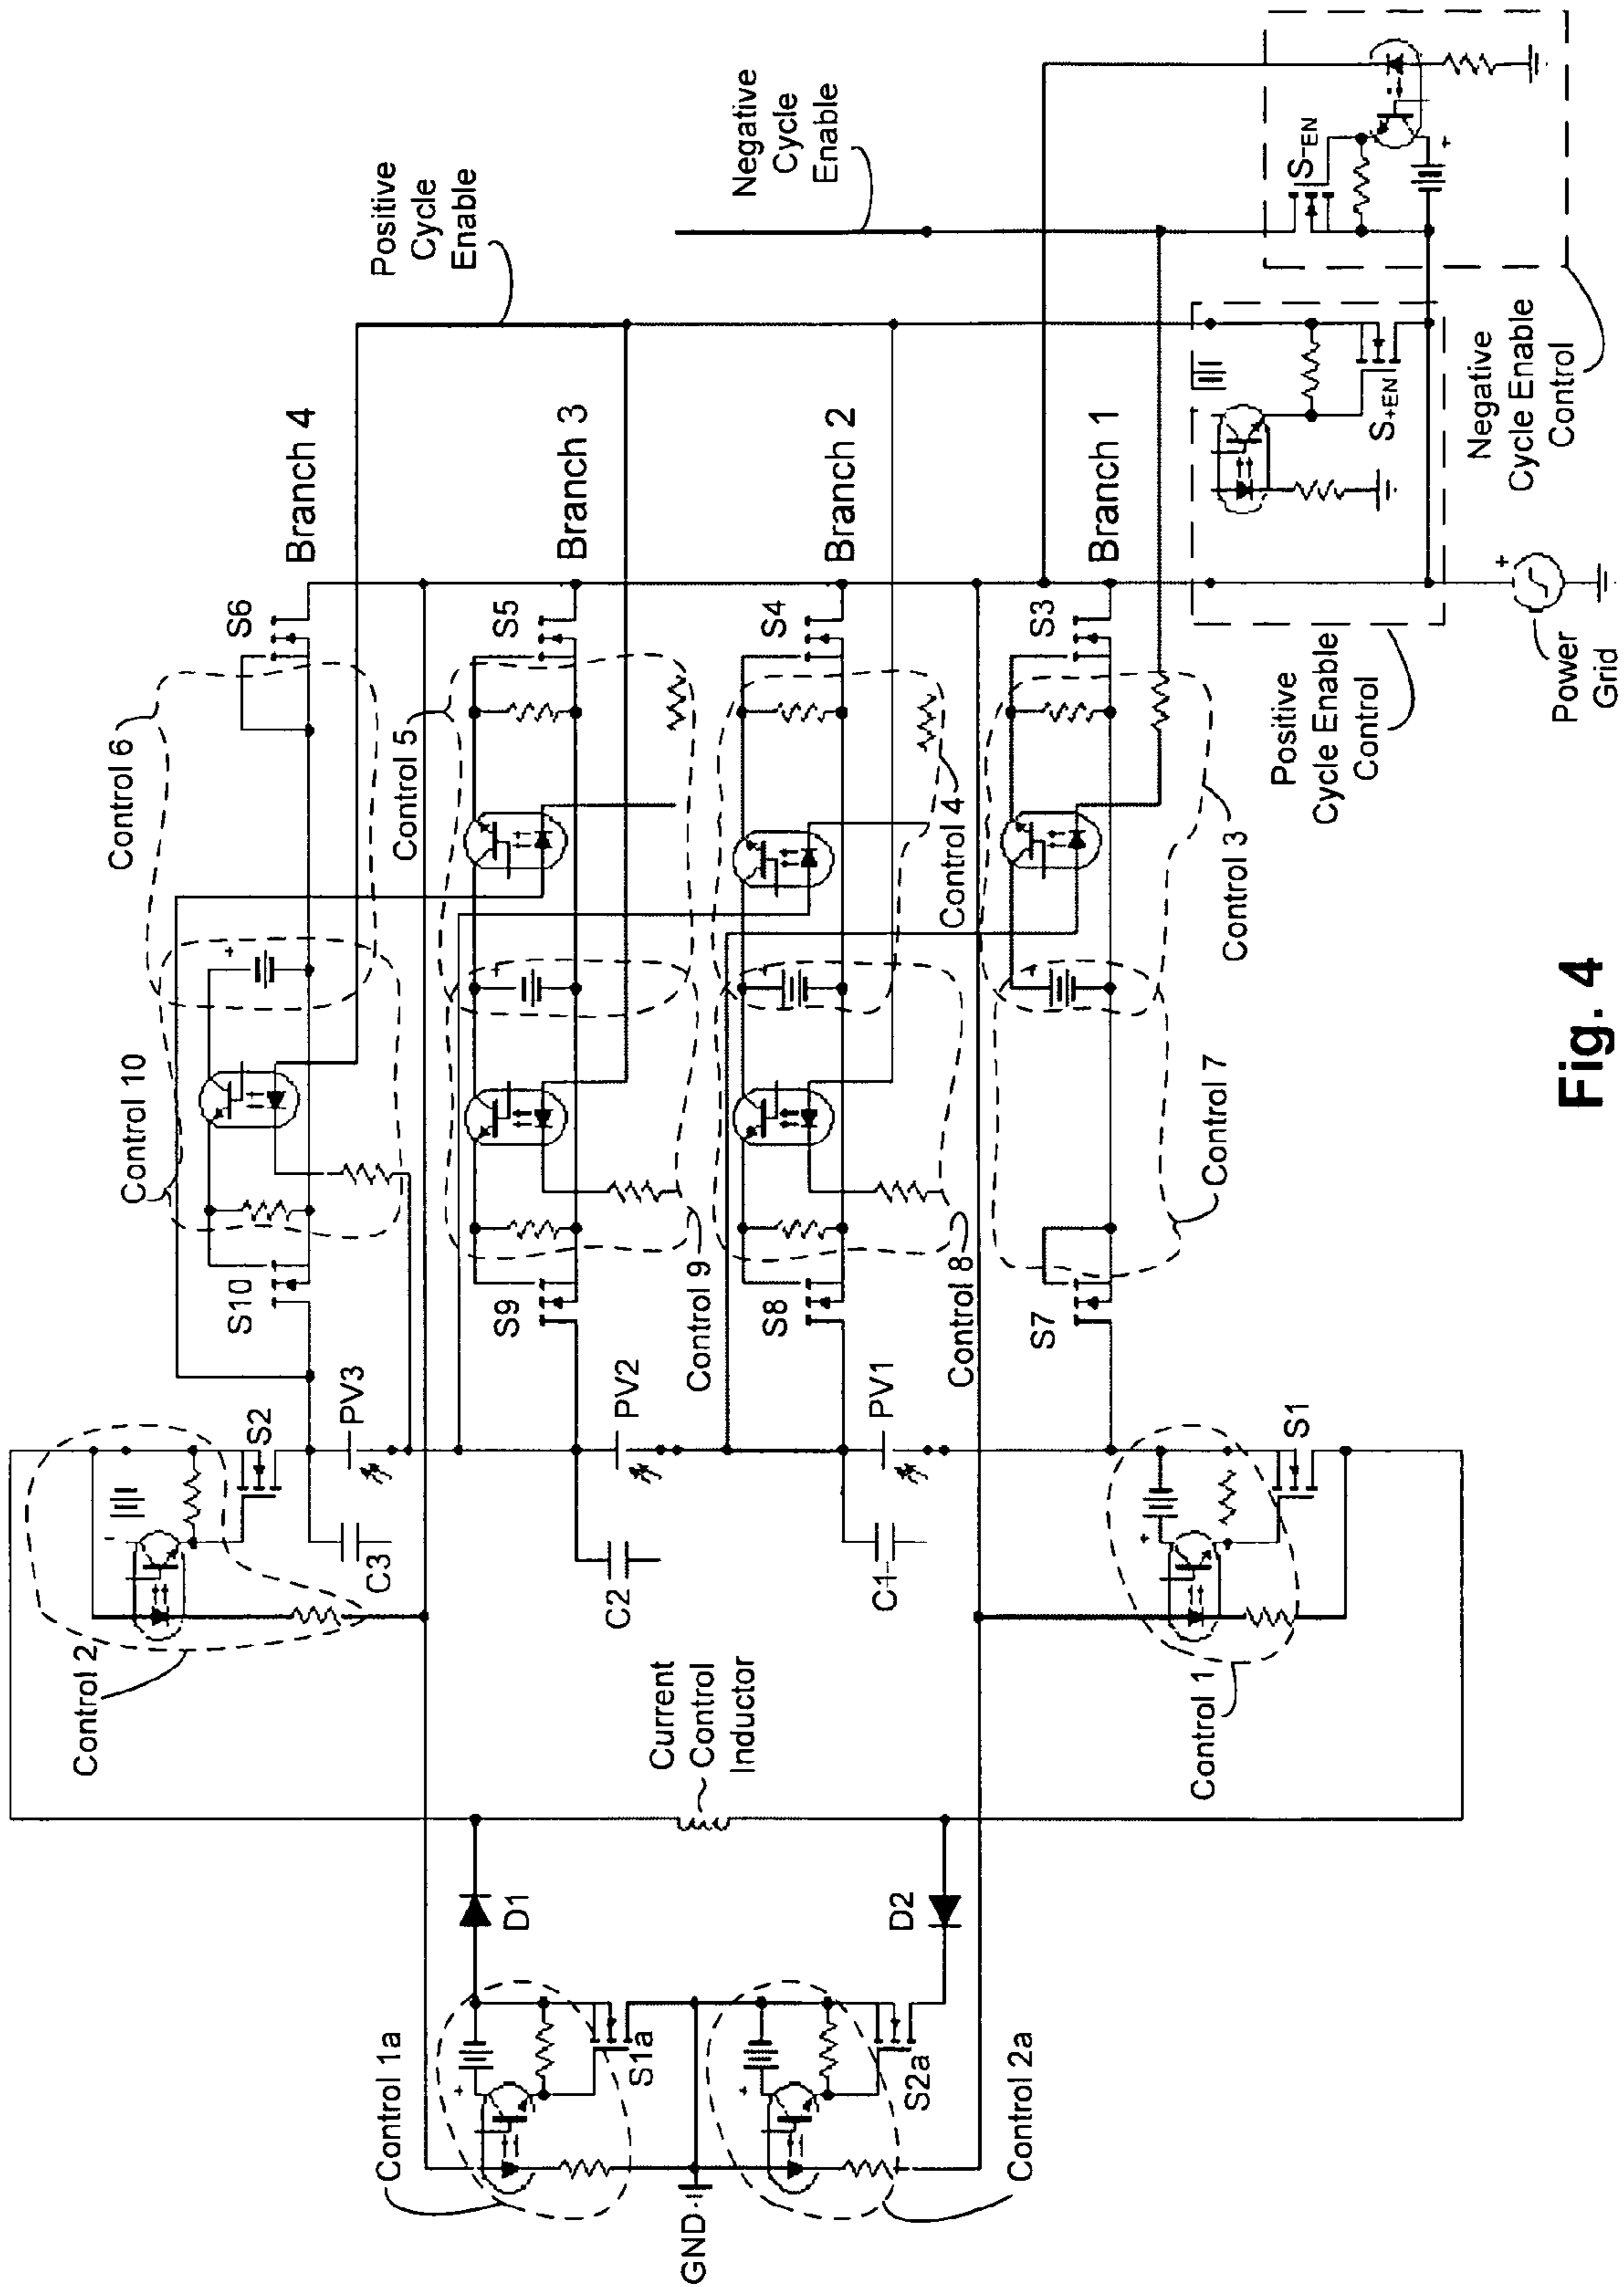 Positive
Cycle
Enable
Negative
Cycle
Enable
Branch 4
Branch 3
Branch 2
Branch 1
S-EN
S+EN
Negative
Cycle Enable
Control
Positive
Cycle Enable
Control
Power
Grid
+
+
S6
S5
S4
S3
Control 6
Control 5
Control 4
Control 3
+
+
Control 10
Control 9
Control 8
Control 7
S10
S9
S8
S7
PV3
PV2
PV1
S2
S1
C3
C2
C1
Control 2
Control 1
+
Current
Control
Inductor
D1
D2
Control 1a
S1a
+
S2a
+
Control 2a
GND
Fig. 4